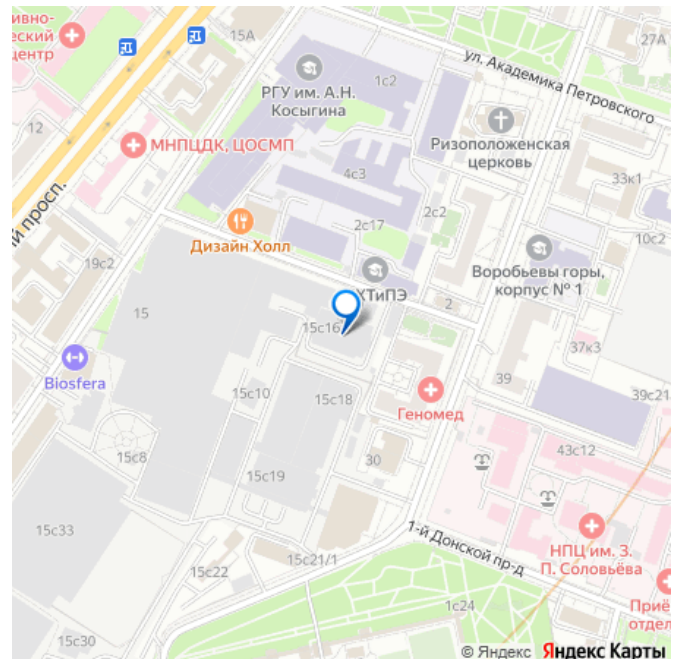 ивно-
еский
центр
15А
27А
ул. Академика Петровского
1с2
РГУ им. А.Н.
Косыгина
12
МНПЦДК, ЦОСМП
Ризоположенская
церковь
4с3
33к1
й просп.
2с2
2с17
10с2
Дизайн Холл
19с2
Воробьевы горы,
корпус № 1
ХТиПЭ
15
2
15с16
37к3
Biosfera
39
15с10
15с18
Геномед
39с21
15с8
43с12
30
15с19
15с33
1-й Донской пр-д
НПЦ им. З.
П. Соловьёва
15с21/1
15с22
1с24
Приё
отдел
15с30
© Яндекс Яндекс Карты